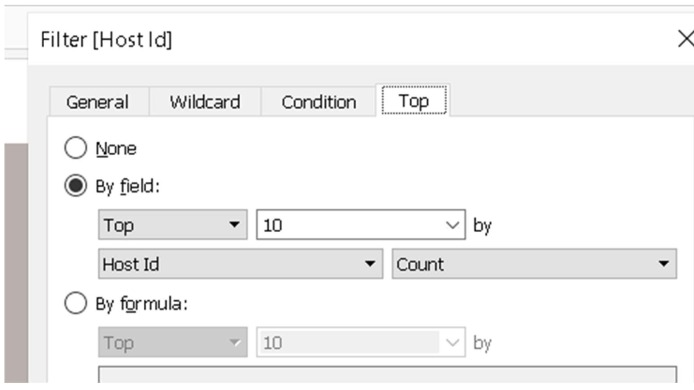 Filter [Host Id]
General Wildcard Condition Top
None
By field:
Top 10 by
Host Id Count
By formula:
Top 10 by